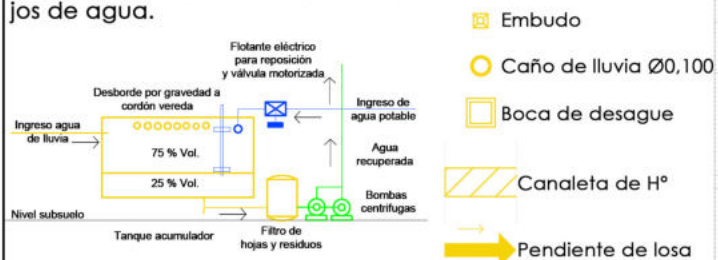 jos de agua.
Flotante eléctrico
para reposición
y válvula motorizada
Desborde por gravedad a
cordón vereda
Ingreso agua
de lluvia
Ingreso de
agua potable
75 % Vol.
Agua
recuperada
25 % Vol.
Bombas
centrifugas
Nivel subsuelo
Tanque acumulador
Filtro de
hojas y residuos
Embudo
Caño de lluvia Ø0,100
Boca de desague
Canaleta de Hº
Pendiente de losa